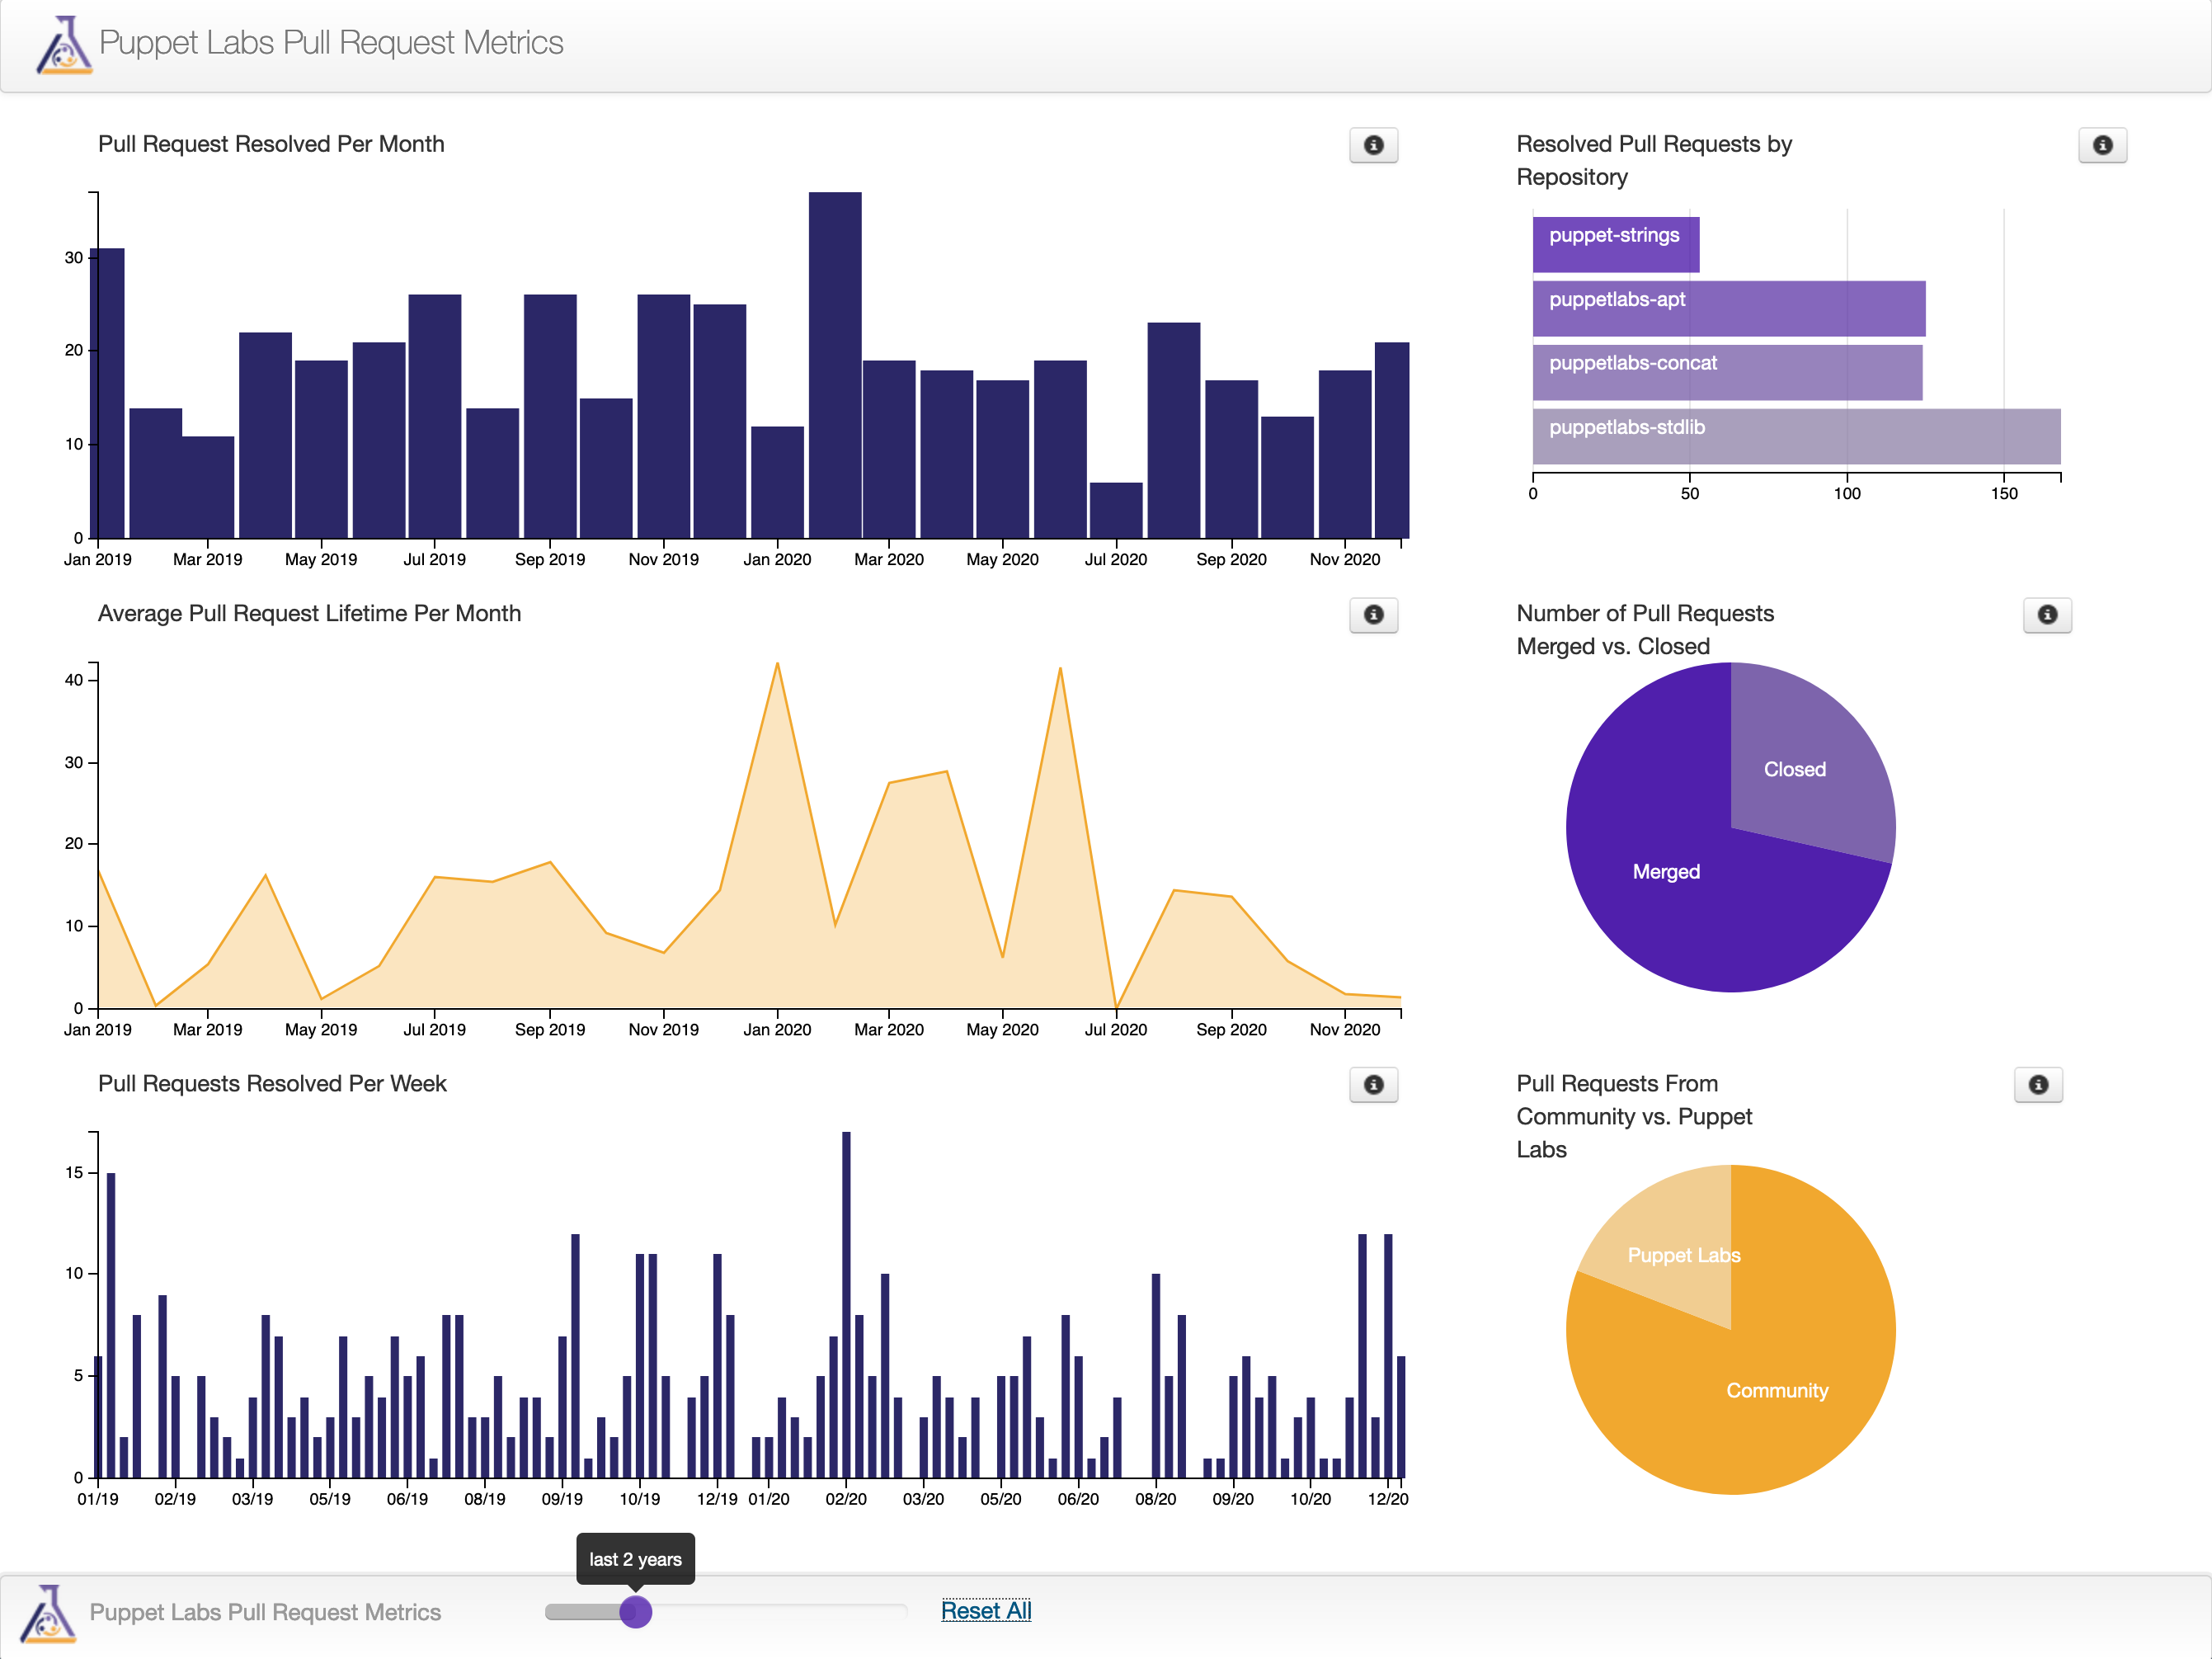 Puppet Labs Pull Request Metrics
Pull Request Resolved Per Month
30
20
10
0
Jan 2019 Mar 2019 May 2019 Jul 2019 Sep 2019 Nov 2019 Jan 2020 Mar 2020 May 2020 Jul 2020 Sep 2020 Nov 2020
Resolved Pull Requests by
Repository
puppet-strings
puppetlabs-apt
puppetlabs-concat
puppetlabs-stdlib
0 50 100 150
Average Pull Request Lifetime Per Month
40
30
20
10
0
Jan 2019 Mar 2019 May 2019 Jul 2019 Sep 2019 Nov 2019 Jan 2020 Mar 2020 May 2020 Jul 2020 Sep 2020 Nov 2020
Number of Pull Requests
Merged vs. Closed
Closed
Merged
Pull Requests Resolved Per Week
15
10
5
0
01/19 02/19 03/19 05/19 06/19 08/19 09/19 10/19 12/19 01/20 02/20 03/20 05/20 06/20 08/20 09/20 10/20 12/20
Pull Requests From
Community vs. Puppet
Labs
Puppet Labs
Community
last 2 years
Puppet Labs Pull Request Metrics
Reset All